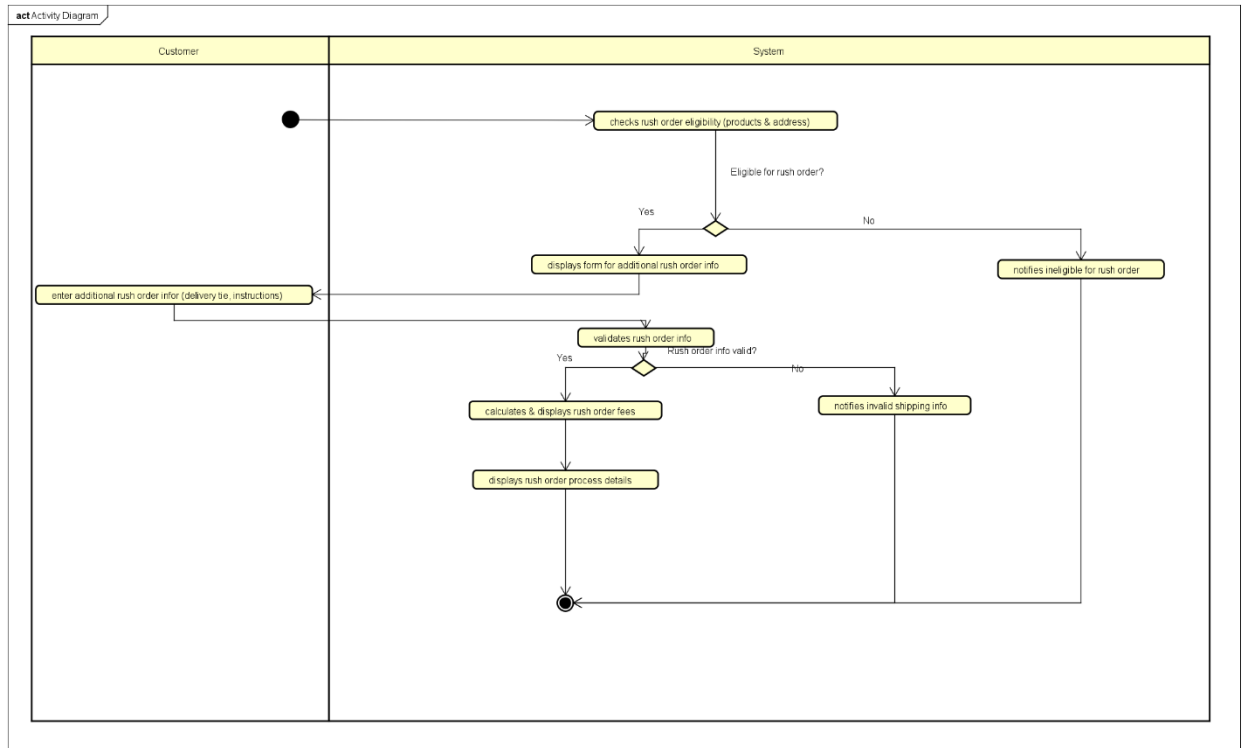 act Activity Diagram
Customer
System
checks rush order eligibility (products & address)
Eligible for rush order?
Yes
No
displays form for additional rush order info
notifies ineligible for rush order
enter additional rush order infor (delivery tie, instructions)
validates rush order info
Rush order info valid?
Yes
No
calculates & displays rush order fees
notifies invalid shipping info
displays rush order process details